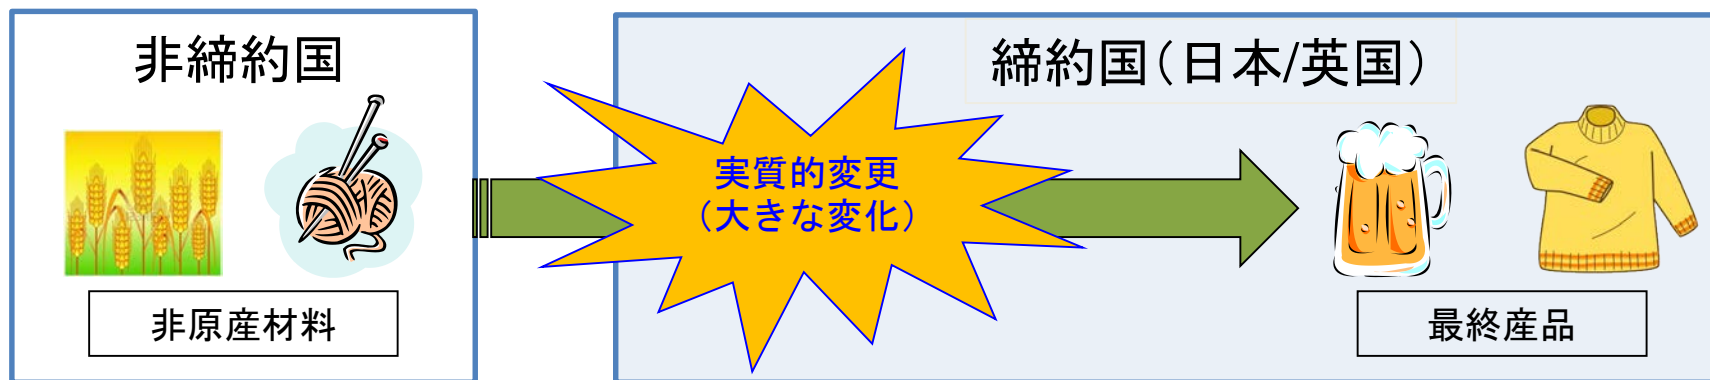 非締約国
締約国(日本/英国)
実質的変更
(大きな変化)
非原産材料
最終産品